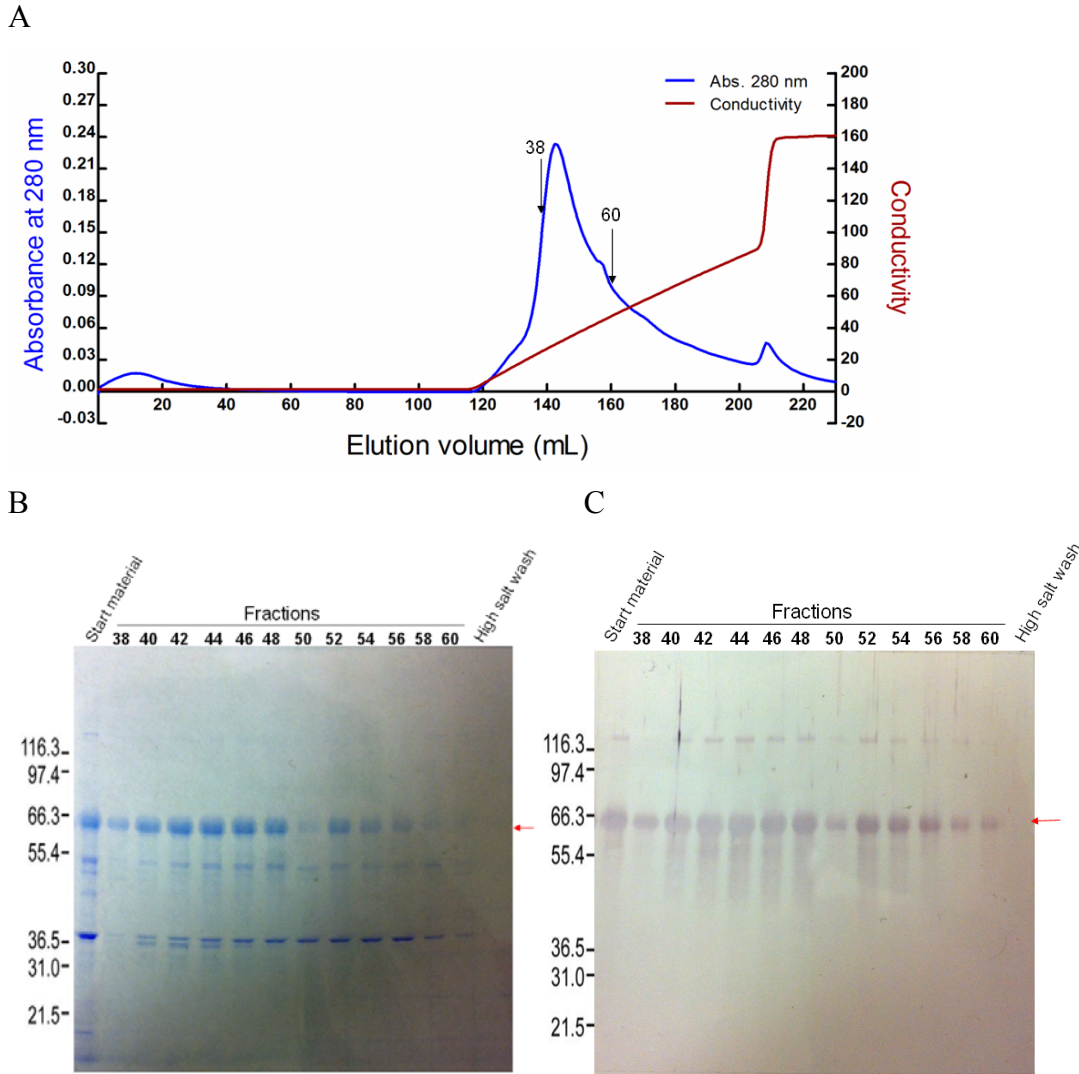 A
0.30
0.27
0.24
0.21
0.18
0.15
0.12
0.09
0.06
0.03
0.00
-0.03
Absorbance at 280 nm
Abs. 280 nm
Conductivity
38
60
200
180
160
140
120
100
80
60
40
20
0
-20
Conductivity
20 40 60 80 100 120 140 160 180 200 220
Elution volume (mL)
B
Start material
Fractions
High salt wash
38 40 42 44 46 48 50 52 54 56 58 60
116.3
97.4
66.3
55.4
36.5
31.0
21.5
C
Start material
Fractions
High salt wash
38 40 42 44 46 48 50 52 54 56 58 60
116.3
97.4
66.3
55.4
36.5
31.0
21.5